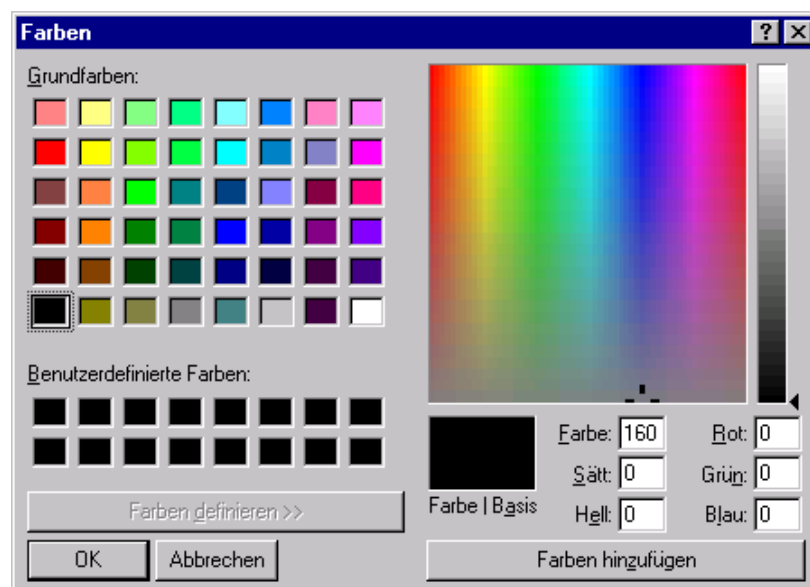 Farben
Grundfarben:
Benutzerdefinierte Farben:
Farben definieren >>
OK
Abbrechen
Farbe | Basis
Farbe: 160
Sätt: 0
Hell: 0
Rot: 0
Grün: 0
Blau: 0
Farben hinzufügen